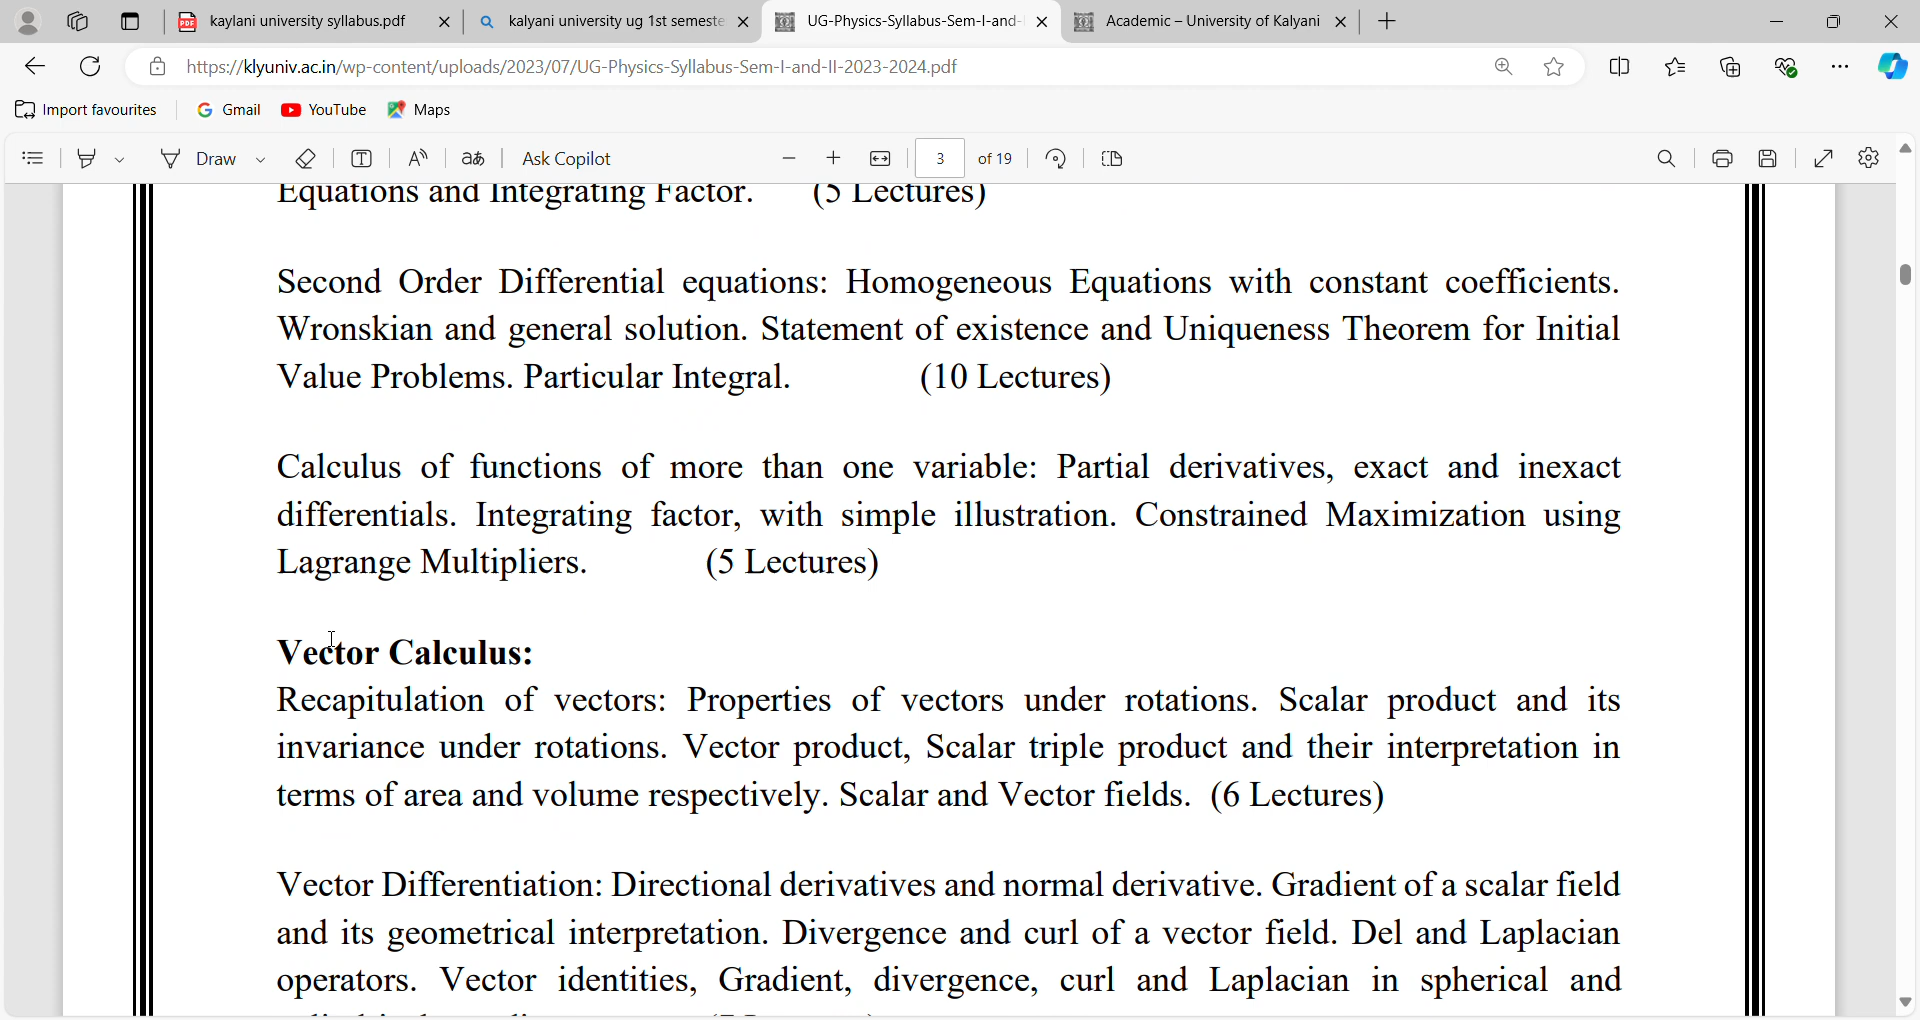 kaylani university syllabus.pdf
kalyani university ug 1st semeste
UG-Physics-Syllabus-Sem-I-and-
Academic – University of Kalyani
https://klyuniv.ac.in/wp-content/uploads/2023/07/UG-Physics-Syllabus-Sem-I-and-II-2023-2024.pdf
Import favourites Gmail YouTube Maps
Draw aあ Ask Copilot 3 of 19
Equations and Integrating Factor. (5 Lectures)
Second Order Differential equations: Homogeneous Equations with constant coefficients.
Wronskian and general solution. Statement of existence and Uniqueness Theorem for Initial
Value Problems. Particular Integral. (10 Lectures)
Calculus of functions of more than one variable: Partial derivatives, exact and inexact
differentials. Integrating factor, with simple illustration. Constrained Maximization using
Lagrange Multipliers. (5 Lectures)
Vector Calculus:
Recapitulation of vectors: Properties of vectors under rotations. Scalar product and its
invariance under rotations. Vector product, Scalar triple product and their interpretation in
terms of area and volume respectively. Scalar and Vector fields. (6 Lectures)
Vector Differentiation: Directional derivatives and normal derivative. Gradient of a scalar field
and its geometrical interpretation. Divergence and curl of a vector field. Del and Laplacian
operators. Vector identities, Gradient, divergence, curl and Laplacian in spherical and